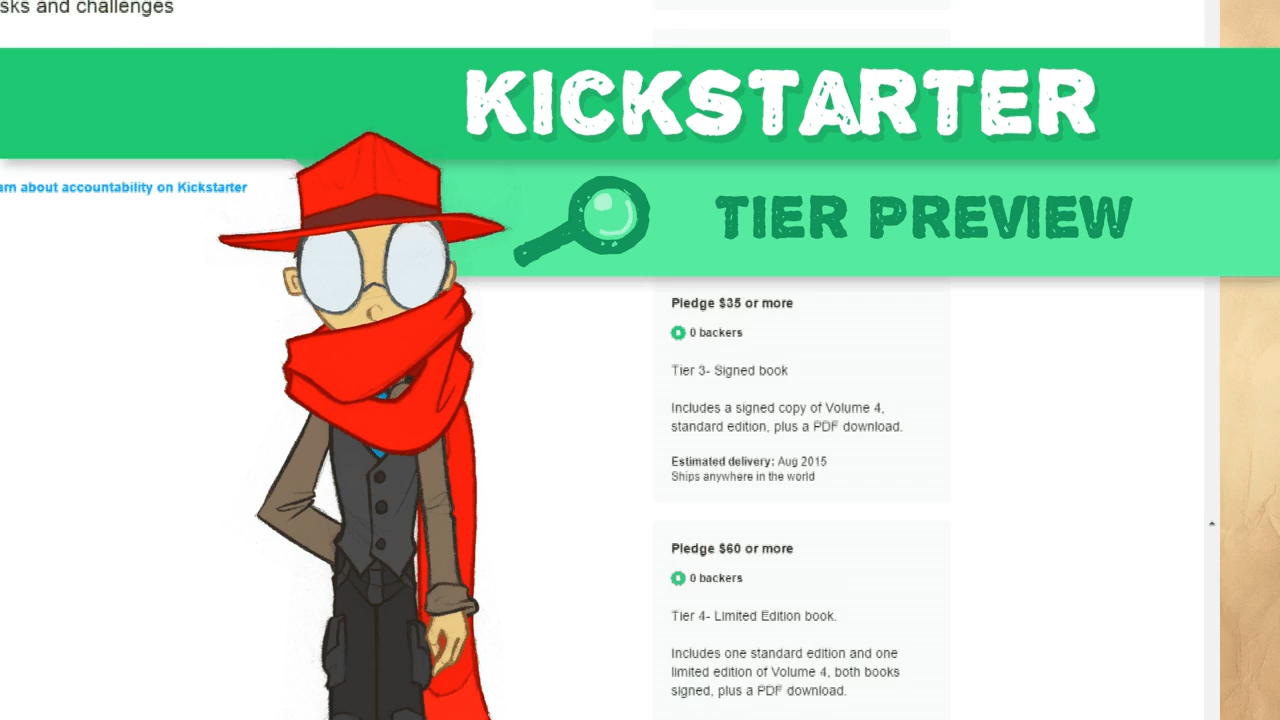 sks and challenges
KICKSTARTER
arn about accountability on Kickstarter
TIER PREVIEW
Pledge $35 or more
0 backers
Tier 3- Signed book
Includes a signed copy of Volume 4,
standard edition, plus a PDF download.
Estimated delivery: Aug 2015
Ships anywhere in the world
Pledge $60 or more
0 backers
Tier 4- Limited Edition book.
Includes one standard edition and one
limited edition of Volume 4, both books
signed, plus a PDF download.